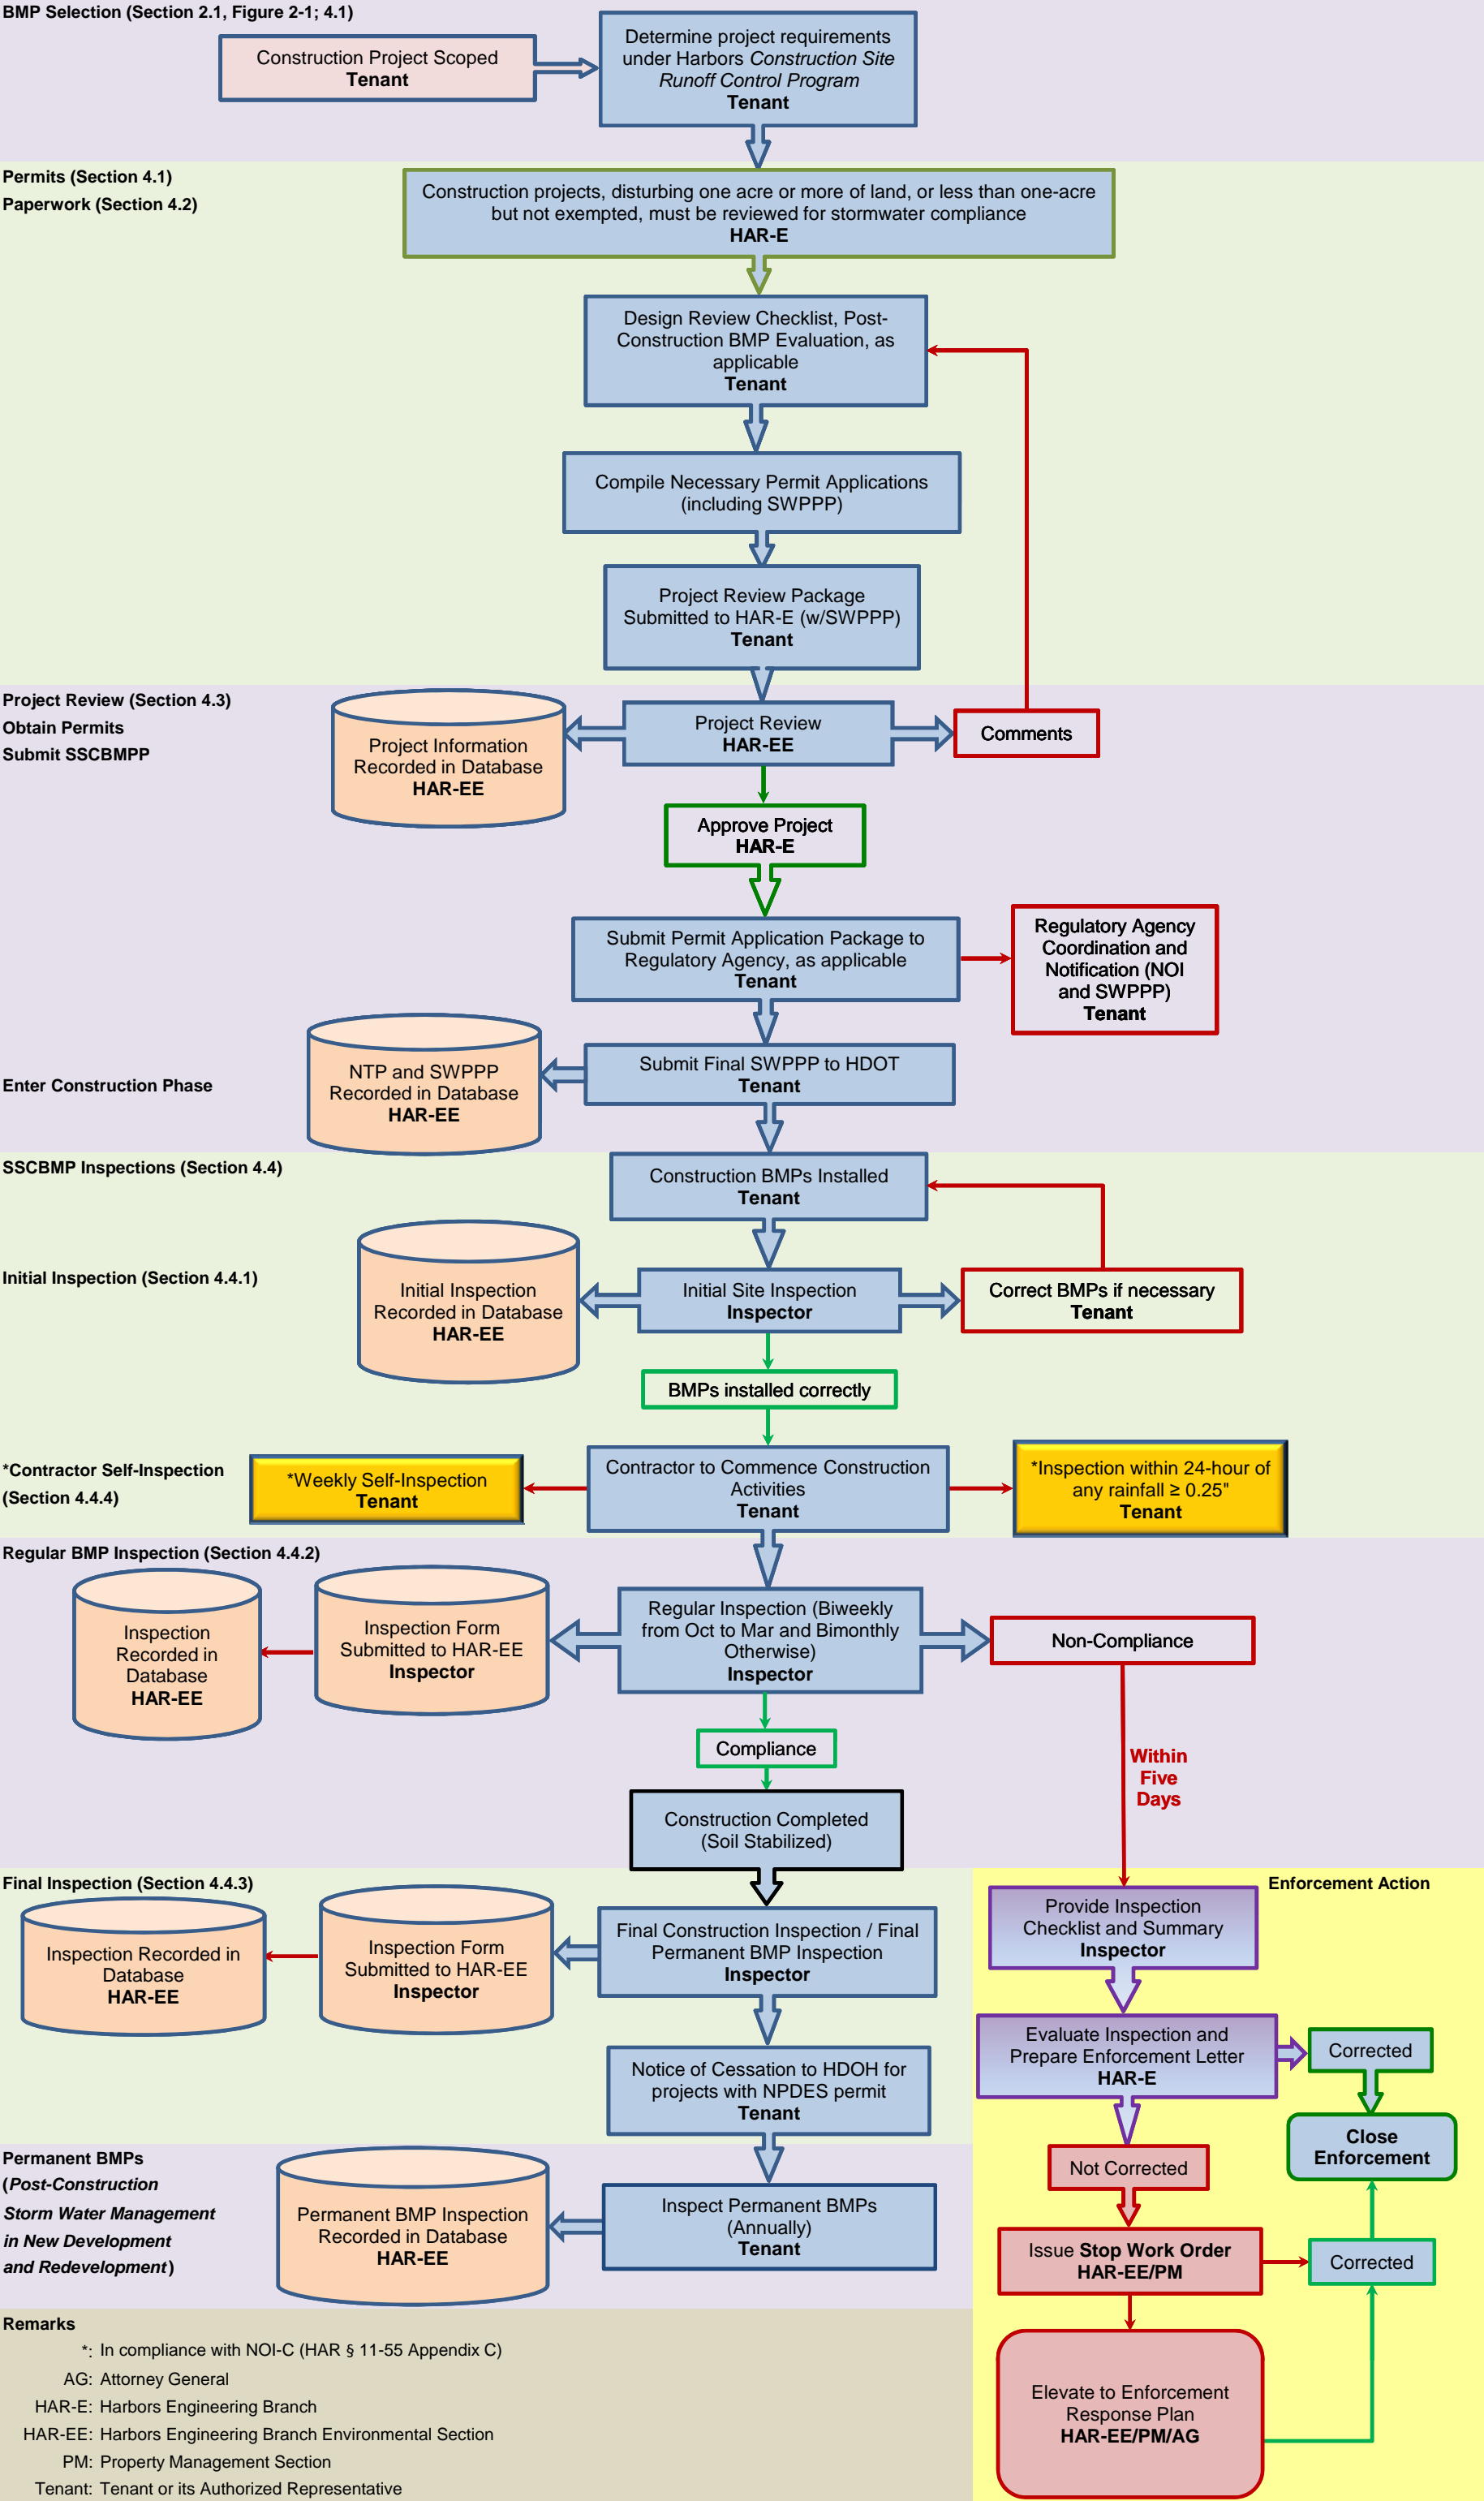 BMP Selection (Section 2.1, Figure 2-1; 4.1)
Construction Project Scoped
Tenant
Determine project requirements
under Harbors Construction Site
Runoff Control Program
Tenant
Permits (Section 4.1)
Paperwork (Section 4.2)
Construction projects, disturbing one acre or more of land, or less than one-acre
but not exempted, must be reviewed for stormwater compliance
HAR-E
Design Review Checklist, Post-
Construction BMP Evaluation, as
applicable
Tenant
Compile Necessary Permit Applications
(including SWPPP)
Project Review Package
Submitted to HAR-E (w/SWPPP)
Tenant
Project Review (Section 4.3)
Obtain Permits
Submit SSCBMPP
Project Information
Recorded in Database
HAR-EE
Project Review
HAR-EE
Comments
Approve Project
HAR-E
Submit Permit Application Package to
Regulatory Agency, as applicable
Tenant
Regulatory Agency
Coordination and
Notification (NOI
and SWPPP)
Tenant
Enter Construction Phase
NTP and SWPPP
Recorded in Database
HAR-EE
Submit Final SWPPP to HDOT
Tenant
SSCBMP Inspections (Section 4.4)
Construction BMPs Installed
Tenant
Initial Inspection (Section 4.4.1)
Initial Inspection
Recorded in Database
HAR-EE
Initial Site Inspection
Inspector
Correct BMPs if necessary
Tenant
BMPs installed correctly
*Contractor Self-Inspection
(Section 4.4.4)
*Weekly Self-Inspection
Tenant
Contractor to Commence Construction
Activities
Tenant
*Inspection within 24-hour of
any rainfall ≥ 0.25"
Tenant
Regular BMP Inspection (Section 4.4.2)
Inspection
Recorded in
Database
HAR-EE
Inspection Form
Submitted to HAR-EE
Inspector
Regular Inspection (Biweekly
from Oct to Mar and Bimonthly
Otherwise)
Inspector
Non-Compliance
Compliance
Within
Five
Days
Construction Completed
(Soil Stabilized)
Final Inspection (Section 4.4.3)
Inspection Recorded in
Database
HAR-EE
Inspection Form
Submitted to HAR-EE
Inspector
Final Construction Inspection / Final
Permanent BMP Inspection
Inspector
Enforcement Action
Provide Inspection
Checklist and Summary
Inspector
Evaluate Inspection and
Prepare Enforcement Letter
HAR-E
Corrected
Notice of Cessation to HDOH for
projects with NPDES permit
Tenant
Close
Enforcement
Not Corrected
Permanent BMPs
(Post-Construction
Storm Water Management
in New Development
and Redevelopment)
Permanent BMP Inspection
Recorded in Database
HAR-EE
Inspect Permanent BMPs
(Annually)
Tenant
Issue Stop Work Order
HAR-EE/PM
Corrected
Elevate to Enforcement
Response Plan
HAR-EE/PM/AG
Remarks
*: In compliance with NOI-C (HAR § 11-55 Appendix C)
AG: Attorney General
HAR-E: Harbors Engineering Branch
HAR-EE: Harbors Engineering Branch Environmental Section
PM: Property Management Section
Tenant: Tenant or its Authorized Representative